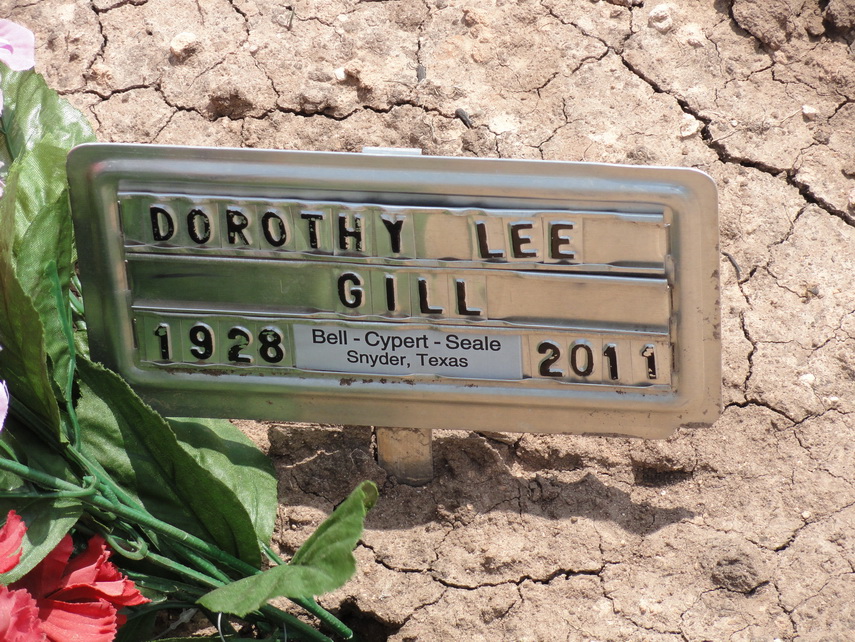 DOROTHY LEE
GILL
1928 Bell - Cypert - Seale 2011
Snyder, Texas